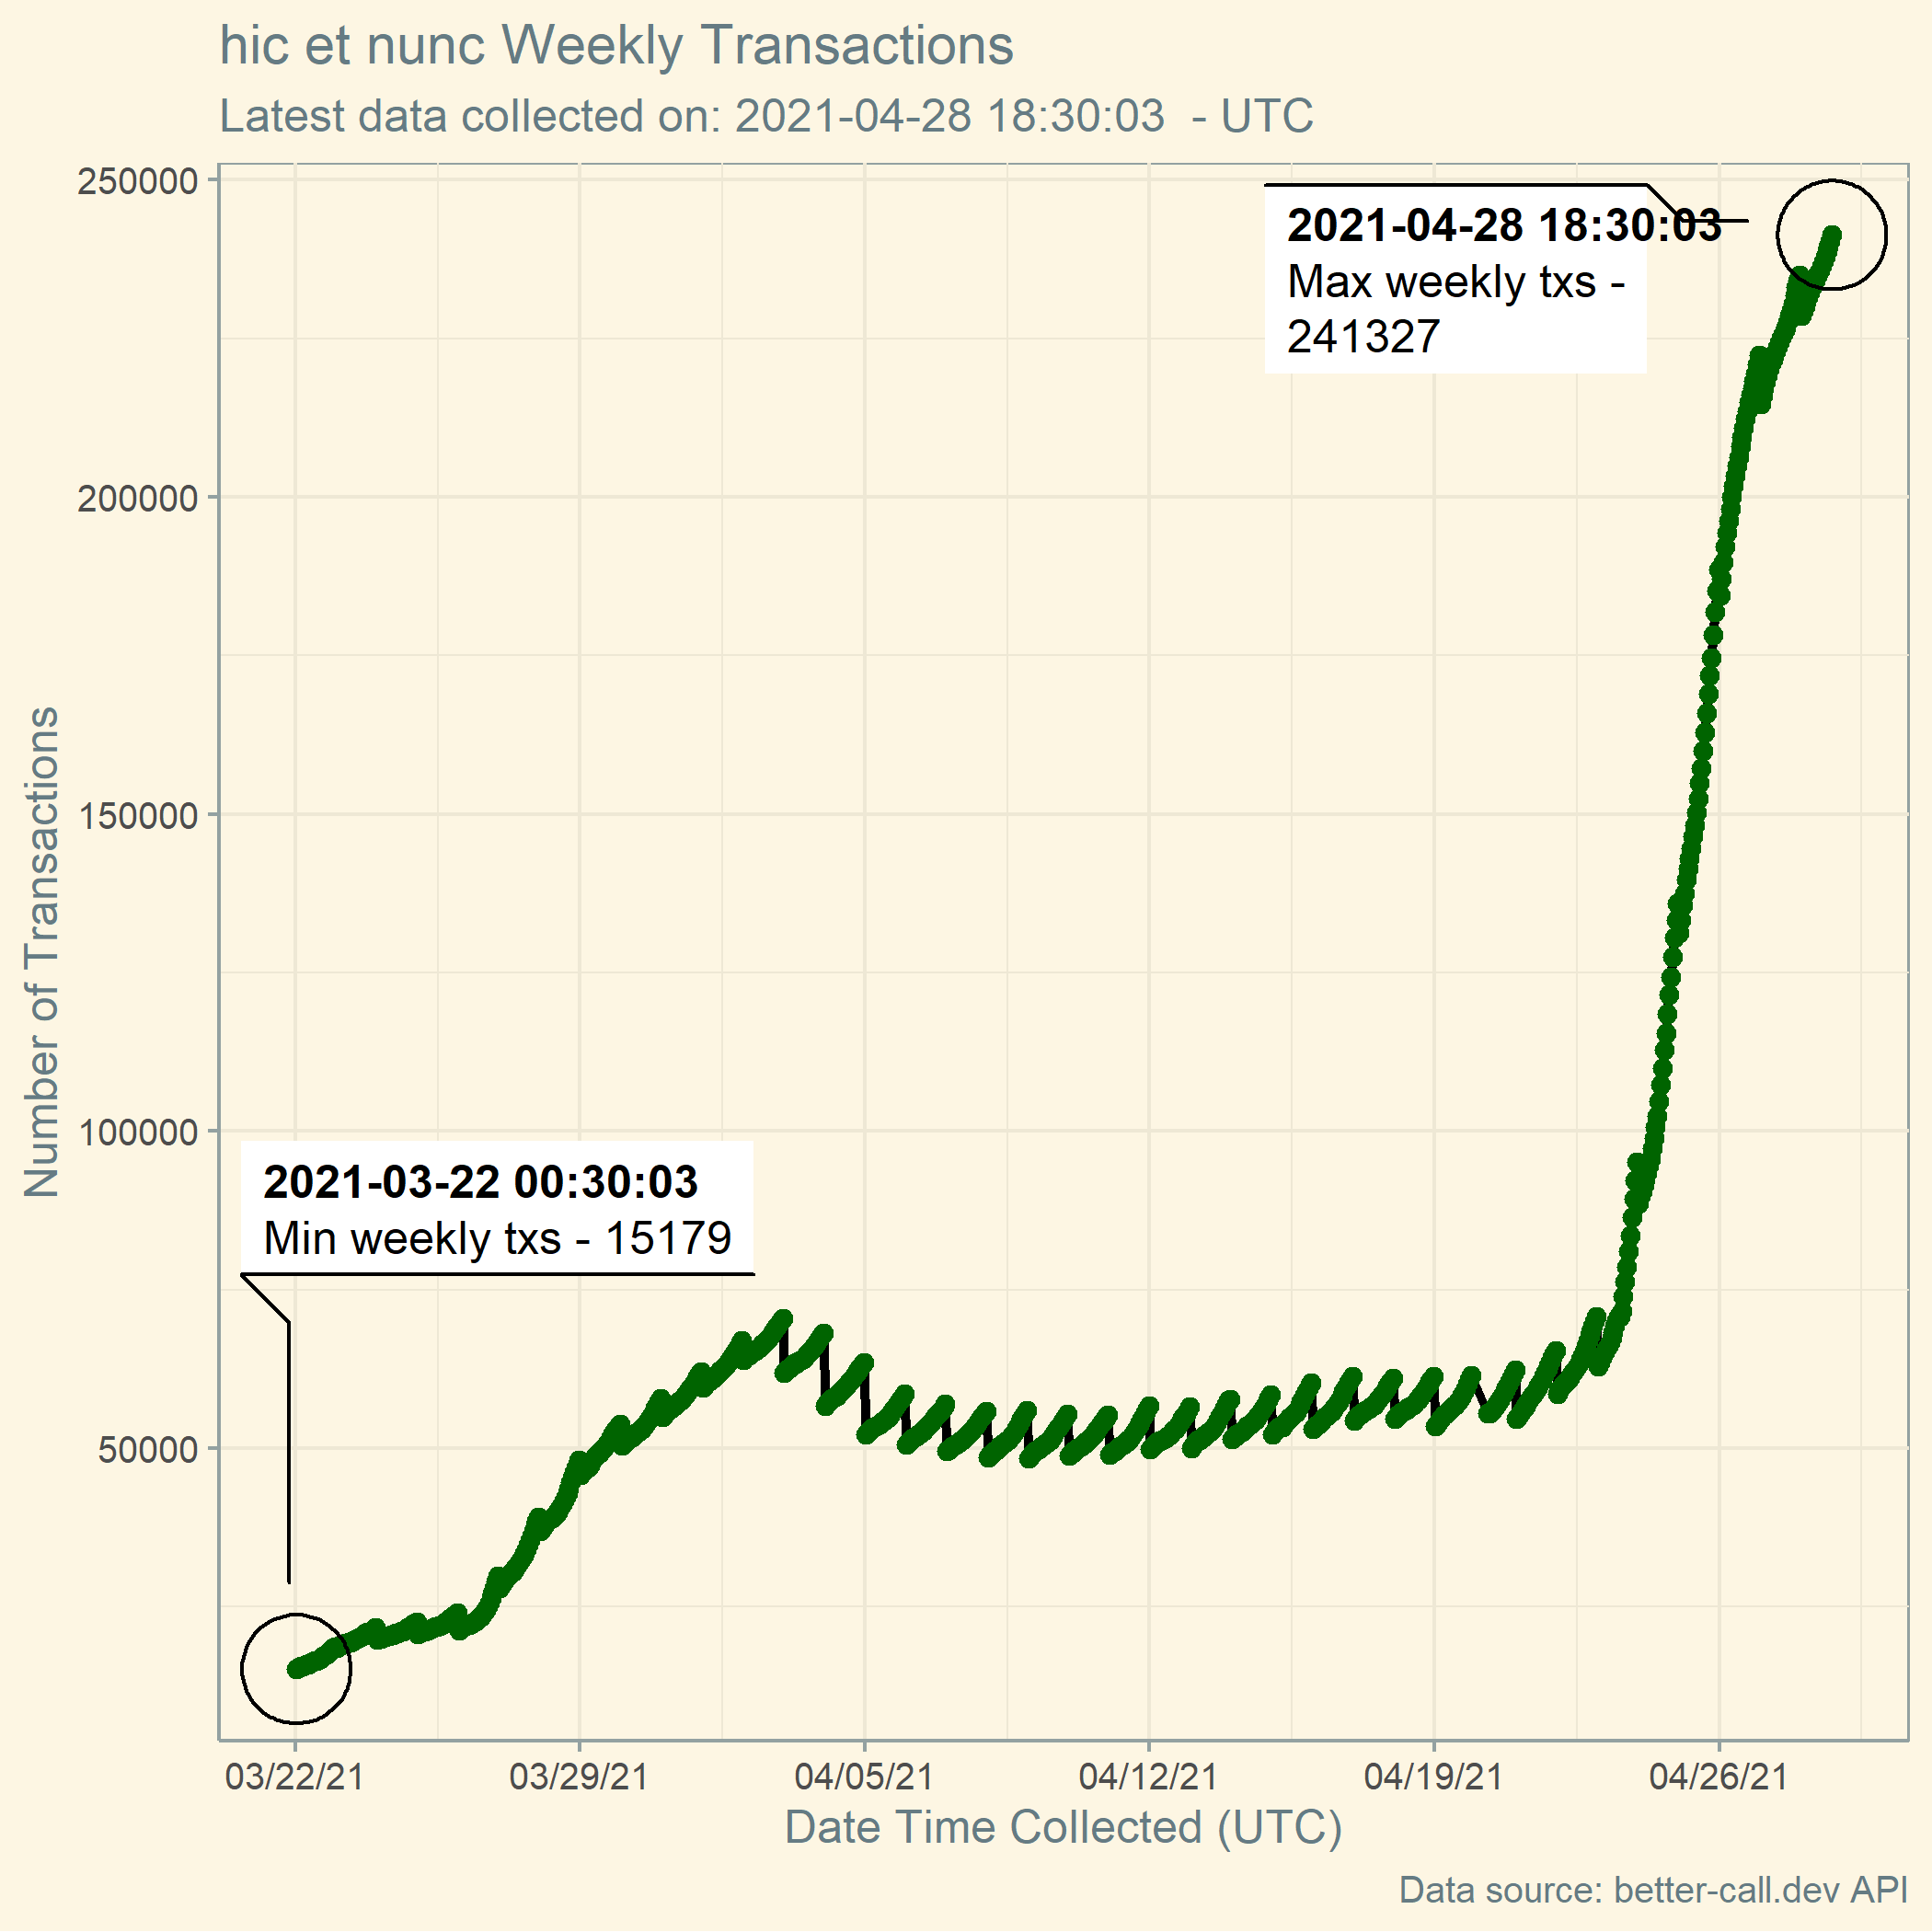 hic et nunc Weekly Transactions
Latest data collected on: 2021-04-28 18:30:03  - UTC
250000
200000
150000
100000
50000
Number of Transactions
2021-04-28 18:30:03
Max weekly txs -
241327
2021-03-22 00:30:03
Min weekly txs - 15179
03/22/21 03/29/21 04/05/21 04/12/21 04/19/21 04/26/21
Date Time Collected (UTC)
Data source: better-call.dev API